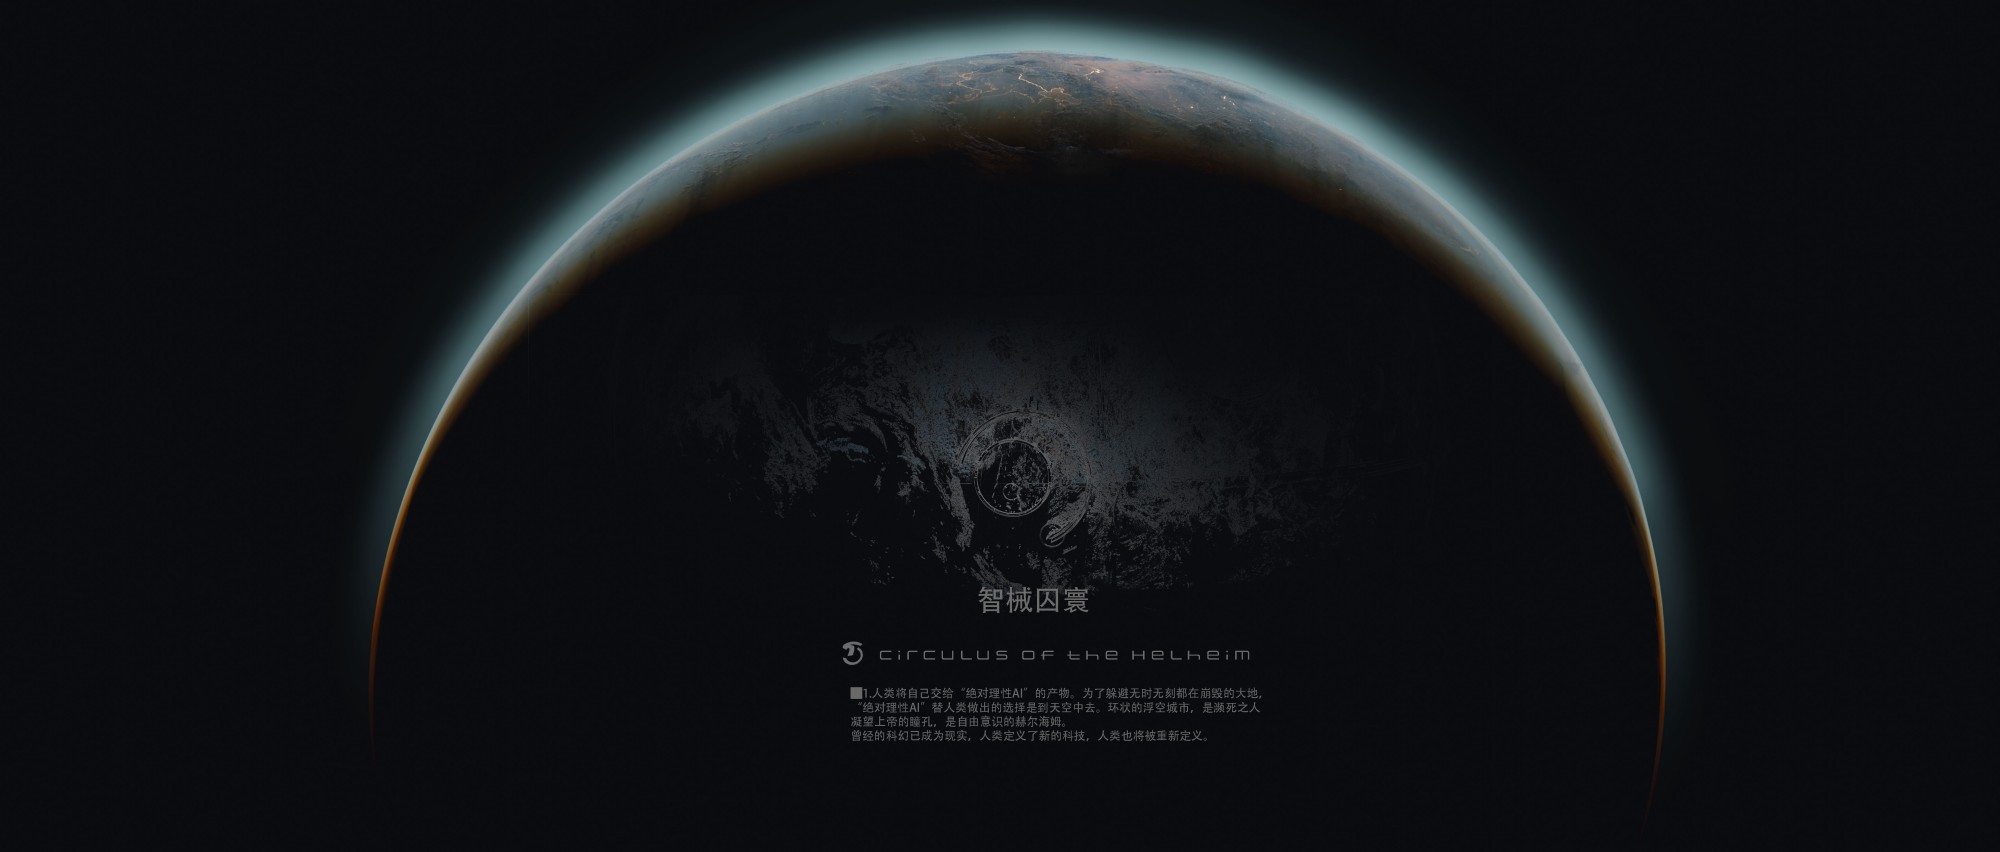 智械囚寰
CIRCULUS OF the HELHEIM
1.人类将自己交给“绝对理性AI”的产物。为了躲避无时无刻都在崩毁的大地，
“绝对理性AI”替人类做出的选择是到天空中去。环状的浮空城市，是濒死之人
凝望上帝的瞳孔，是自由意识的赫尔海姆。
曾经的科幻已成为现实，人类定义了新的科技，人类也将被重新定义。